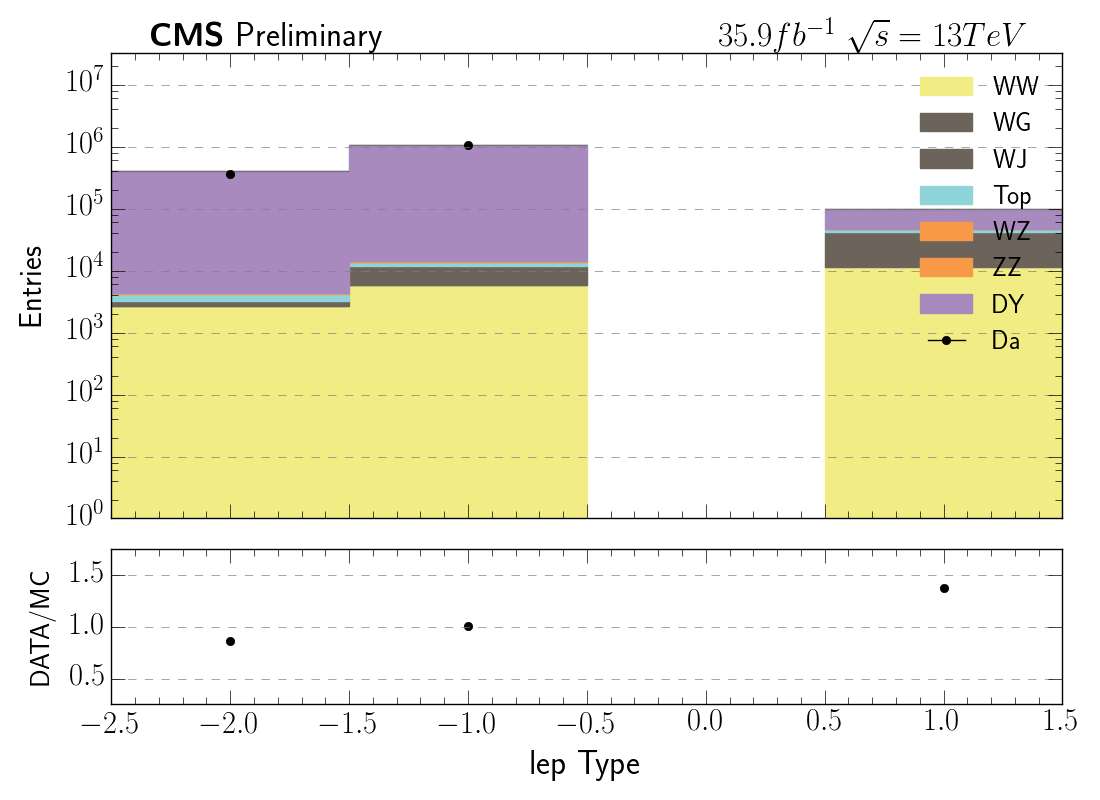 CMS Preliminary 35.9fb⁻¹ √s = 13TeV
Entries
10⁷
10⁶
10⁵
10⁴
10³
10²
10¹
10⁰
WW
WG
WJ
Top
WZ
ZZ
DY
Da
DATA/MC
1.5
1.0
0.5
−2.5 −2.0 −1.5 −1.0 −0.5 0.0 0.5 1.0 1.5
lep Type